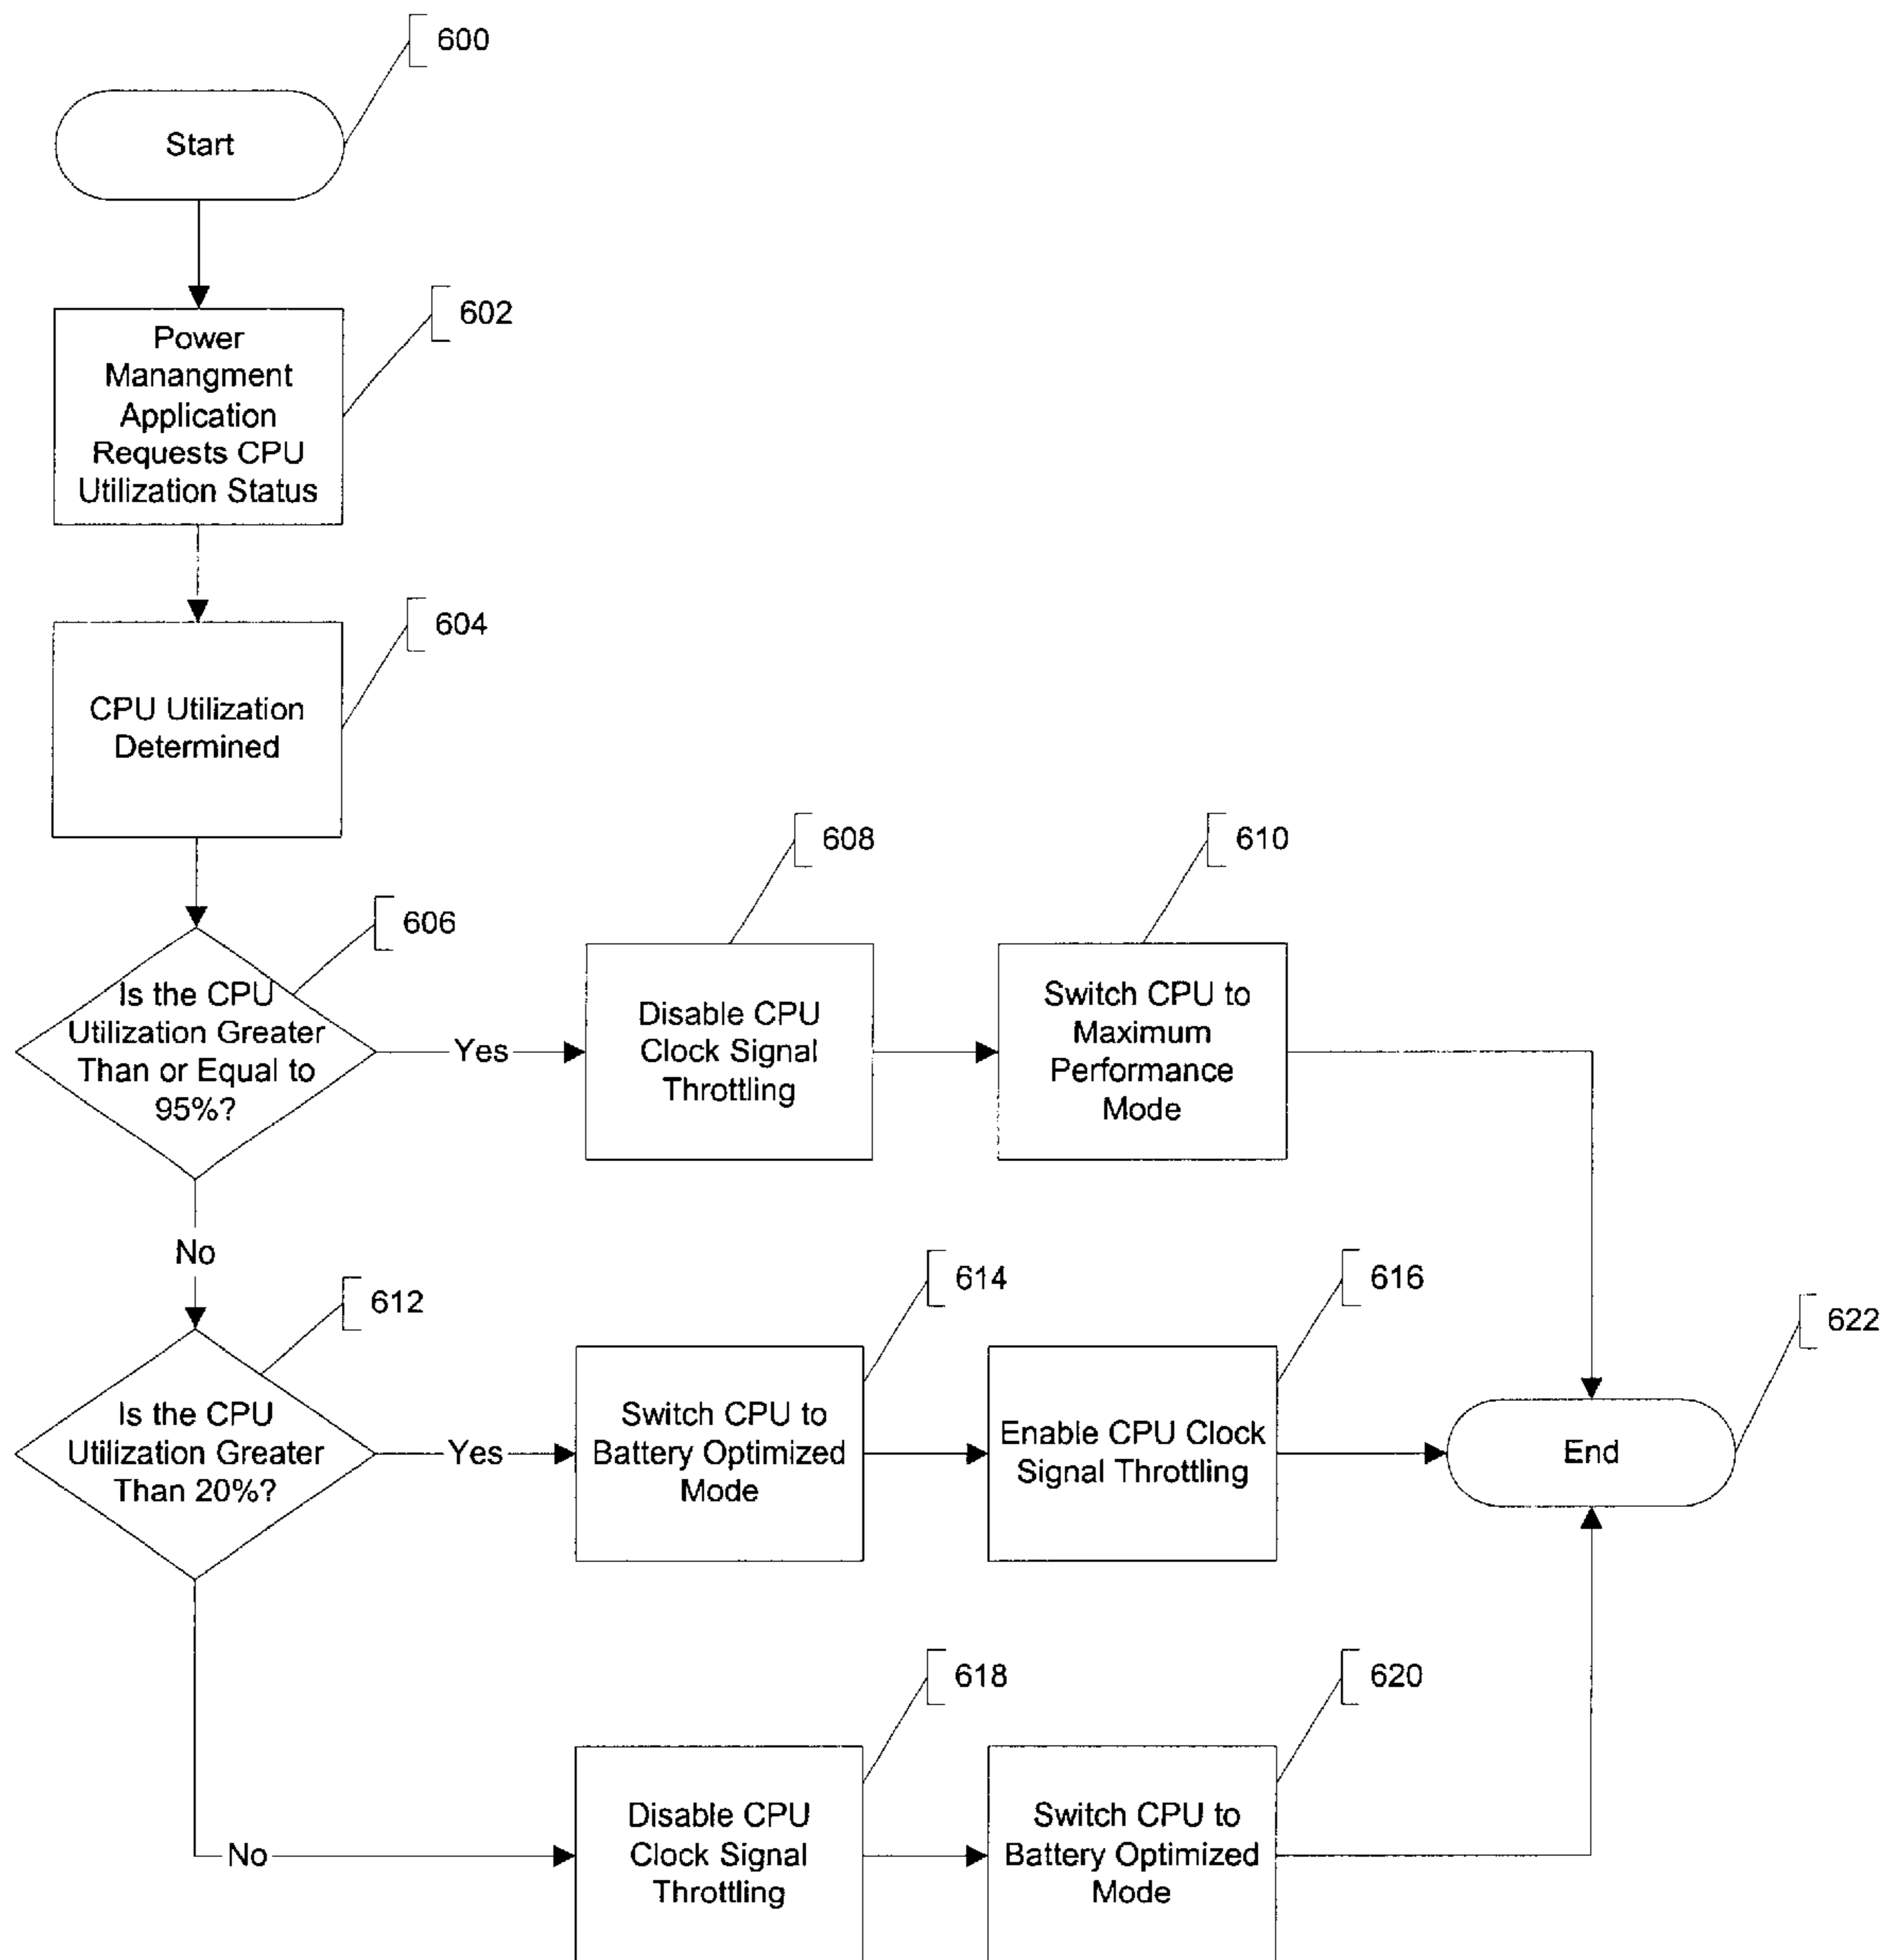 600
Start
602
Power
Manangment
Application
Requests CPU
Utilization Status
604
CPU Utilization
Determined
606
Is the CPU
Utilization Greater
Than or Equal to
95%?
Yes
608
Disable CPU
Clock Signal
Throttling
610
Switch CPU to
Maximum
Performance
Mode
No
612
Is the CPU
Utilization Greater
Than 20%?
Yes
614
Switch CPU to
Battery Optimized
Mode
616
Enable CPU Clock
Signal Throttling
622
End
No
618
Disable CPU
Clock Signal
Throttling
620
Switch CPU to
Battery Optimized
Mode